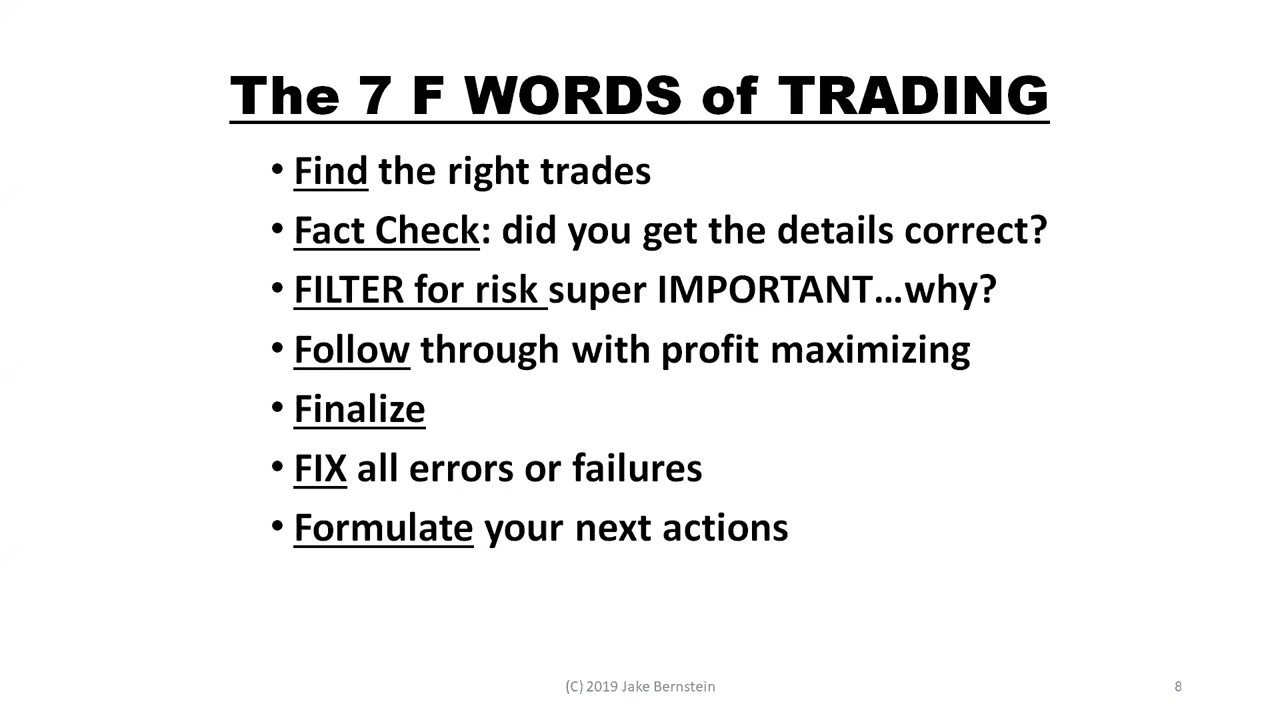 The 7 F WORDS of TRADING
• Find the right trades
• Fact Check: did you get the details correct?
• FILTER for risk super IMPORTANT...why?
• Follow through with profit maximizing
• Finalize
• FIX all errors or failures
• Formulate your next actions
(C) 2019 Jake Bernstein
8